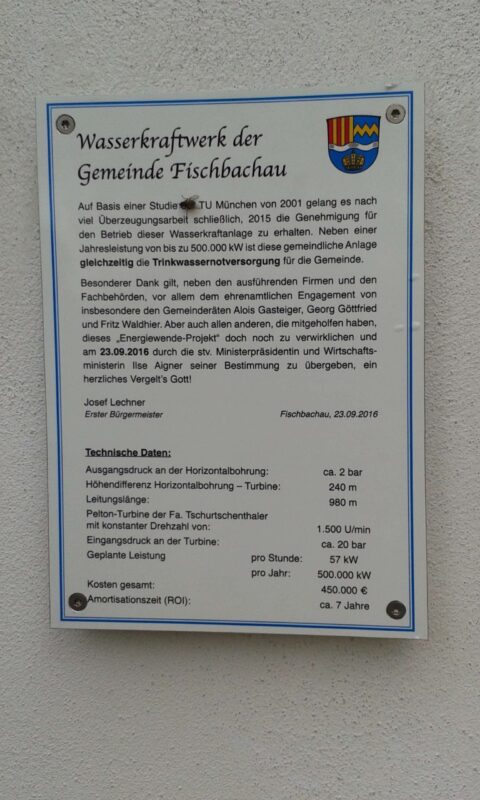 Wasserkraftwerk der
Gemeinde Fischbachau
Auf Basis einer Studie TU München von 2001 gelang es nach
viel Überzeugungsarbeit schließlich, 2015 die Genehmigung für
den Betrieb dieser Wasserkraftanlage zu erhalten. Neben einer
Jahresleistung von bis zu 500.000 kW ist diese gemeindliche Anlage
gleichzeitig die Trinkwassernotversorgung für die Gemeinde.
Besonderer Dank gilt, neben den ausführenden Firmen und den
Fachbehörden, vor allem dem ehrenamtlichen Engagement von
insbesondere den Gemeinderäten Alois Gasteiger, Georg Göttfried
und Fritz Waldhier. Aber auch allen anderen, die mitgeholfen haben,
dieses „Energiewende-Projekt" doch noch zu verwirklichen und
am 23.09.2016 durch die stv. Ministerpräsidentin und Wirtschafts-
ministerin Ilse Aigner seiner Bestimmung zu übergeben, ein
herzliches Vergelt's Gott!
Josef Lechner
Erster Bürgermeister Fischbachau, 23.09.2016
Technische Daten:
Ausgangsdruck an der Horizontalbohrung: ca. 2 bar
Höhendifferenz Horizontalbohrung – Turbine: 240 m
Leitungslänge: 980 m
Pelton-Turbine der Fa. Tschurtschenthaler
mit konstanter Drehzahl von: 1.500 U/min
Eingangsdruck an der Turbine: ca. 20 bar
Geplante Leistung pro Stunde: 57 kW
pro Jahr: 500.000 kW
Kosten gesamt: 450.000 €
Amortisationszeit (ROI): ca. 7 Jahre